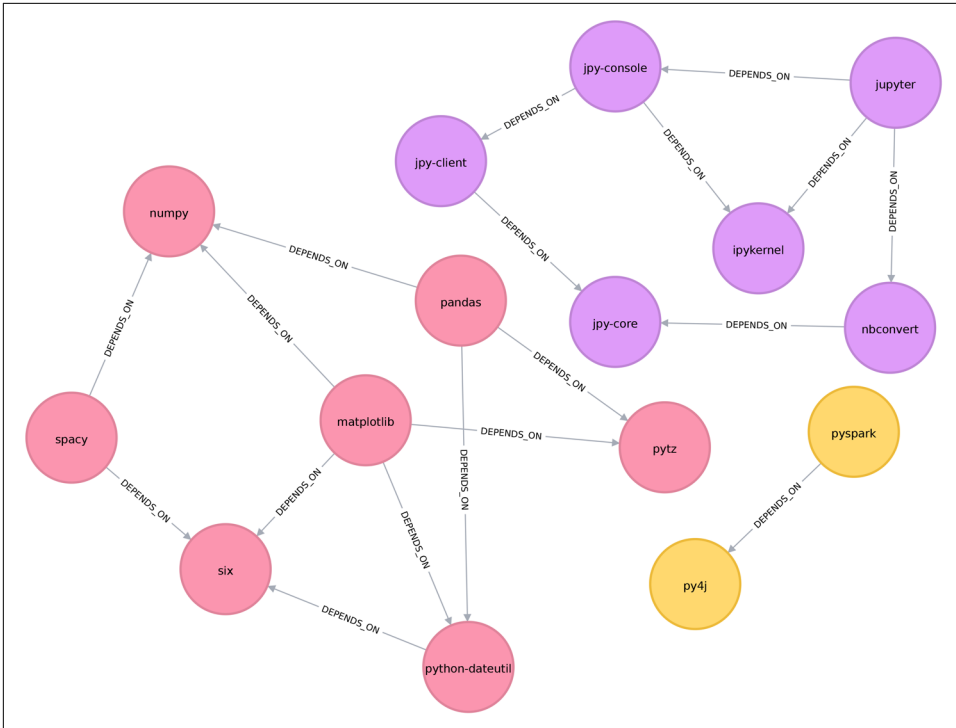 jpy-console
DEPENDS_ON
jupyter
DEPENDS_ON
jpy-client
DEPENDS_ON
DEPENDS_ON
DEPENDS_ON
numpy
DEPENDS_ON
ipykernel
DEPENDS_ON
pandas
DEPENDS_ON
DEPENDS_ON
jpy-core
DEPENDS_ON
nbconvert
DEPENDS_ON
DEPENDS_ON
spacy
matplotlib
DEPENDS_ON
pytz
pyspark
DEPENDS_ON
DEPENDS_ON
DEPENDS_ON
DEPENDS_ON
DEPENDS_ON
six
py4j
DEPENDS_ON
python-dateutil